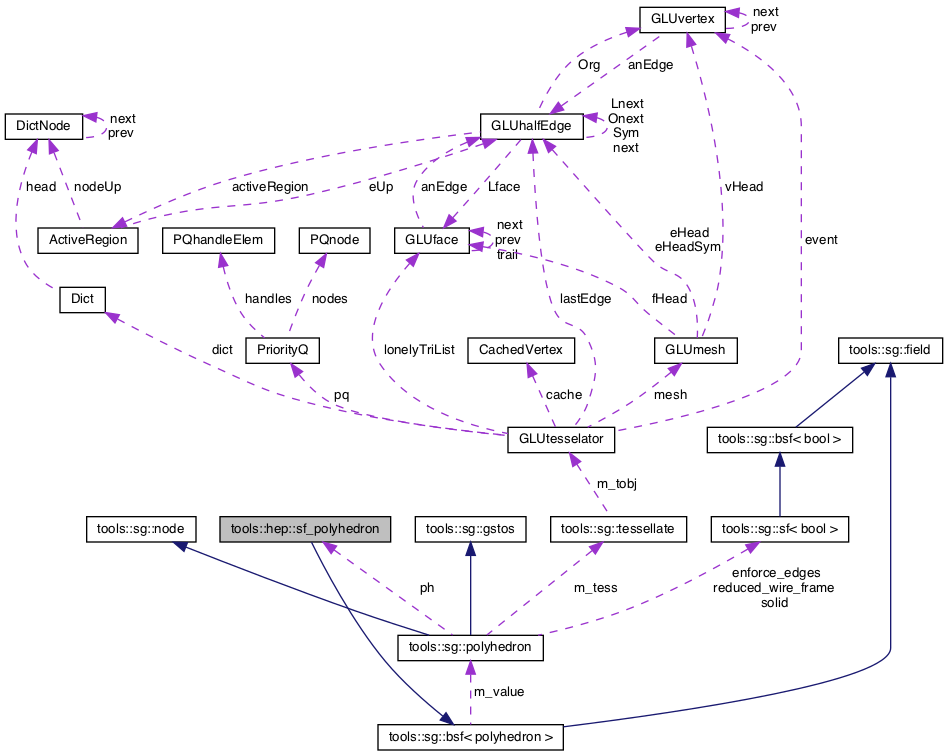 GLUvertex
next
prev
Org
anEdge
DictNode
next
prev
GLUhalfEdge
Lnext
Onext
Sym
next
head
nodeUp
activeRegion
eUp
anEdge
Lface
vHead
ActiveRegion
PQhandleElem
PQnode
GLUface
next
prev
trail
eHead
eHeadSym
event
Dict
handles
nodes
lastEdge
fHead
dict
PriorityQ
lonelyTriList
CachedVertex
GLUmesh
tools::sg::field
pq
cache
mesh
GLUtesselator
tools::sg::bsf< bool >
m_tobj
tools::sg::node
tools::hep::sf_polyhedron
tools::sg::gstos
tools::sg::tessellate
tools::sg::sf< bool >
ph
m_tess
enforce_edges
reduced_wire_frame
solid
tools::sg::polyhedron
m_value
tools::sg::bsf< polyhedron >